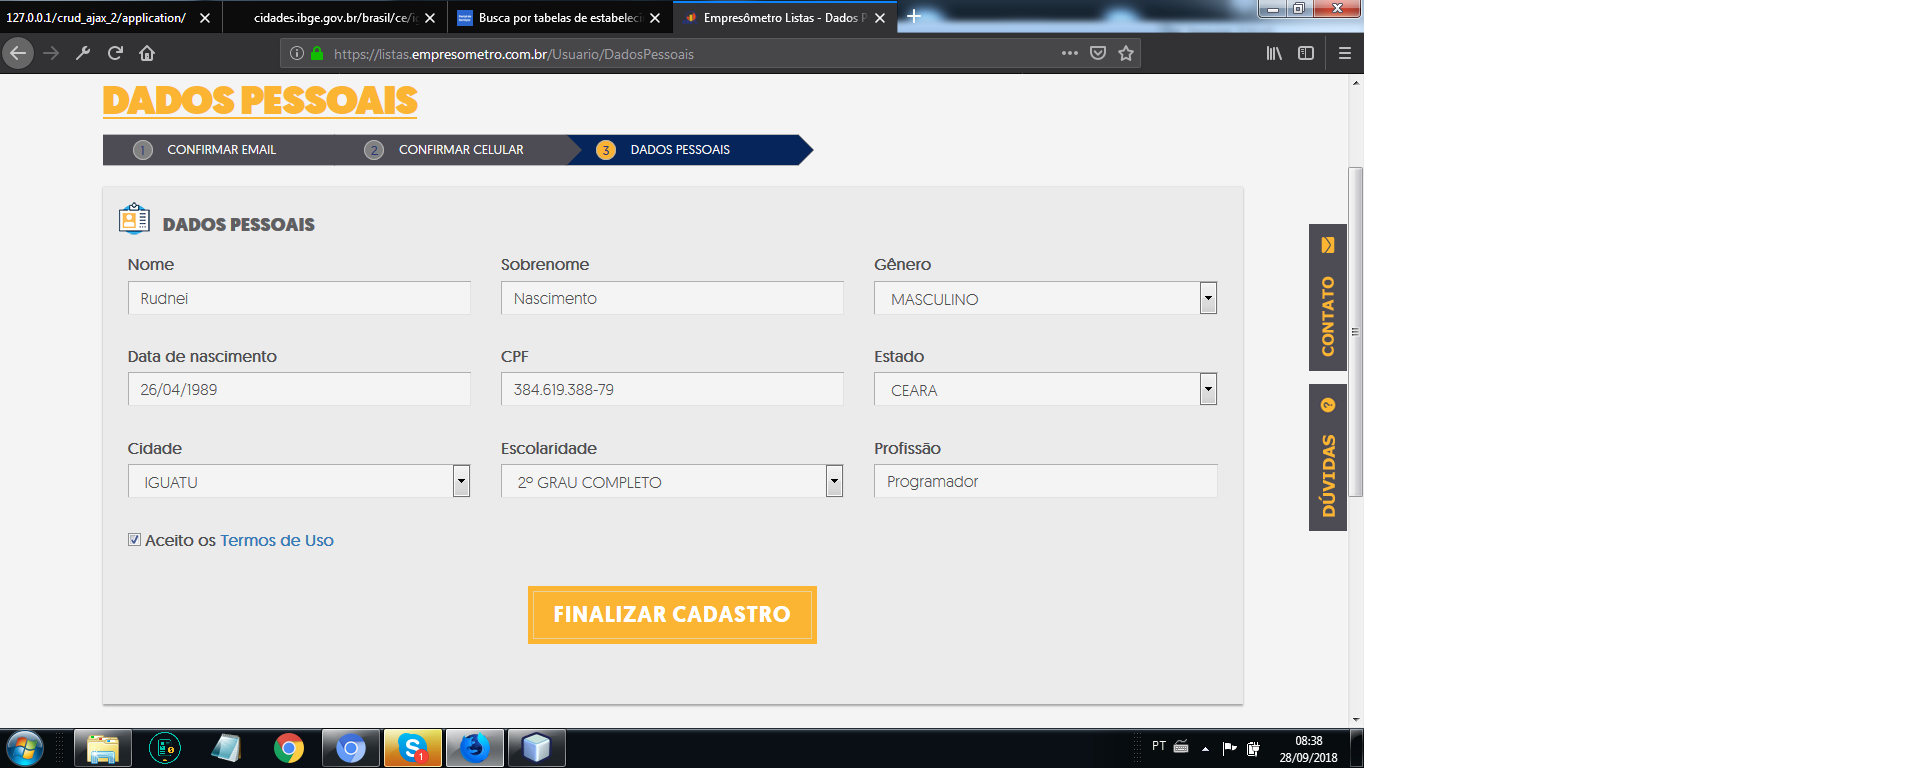 127.0.0.1/crud_ajax_2/application/
cidades.ibge.gov.br/brasil/ce/ig
Busca por tabelas de estabeleci
Empresômetro Listas - Dados P
https://listas.empresometro.com.br/Usuario/DadosPessoais
DADOS PESSOAIS
1 CONFIRMAR EMAIL 2 CONFIRMAR CELULAR 3 DADOS PESSOAIS
DADOS PESSOAIS
Nome Sobrenome Gênero
Rudnei Nascimento MASCULINO
Data de nascimento CPF Estado
26/04/1989 384.619.388-79 CEARA
Cidade Escolaridade Profissão
IGUATU 2º GRAU COMPLETO Programador
Aceito os Termos de Uso
FINALIZAR CADASTRO
CONTATO
DÚVIDAS ?
1
PT
08:38
28/09/2018